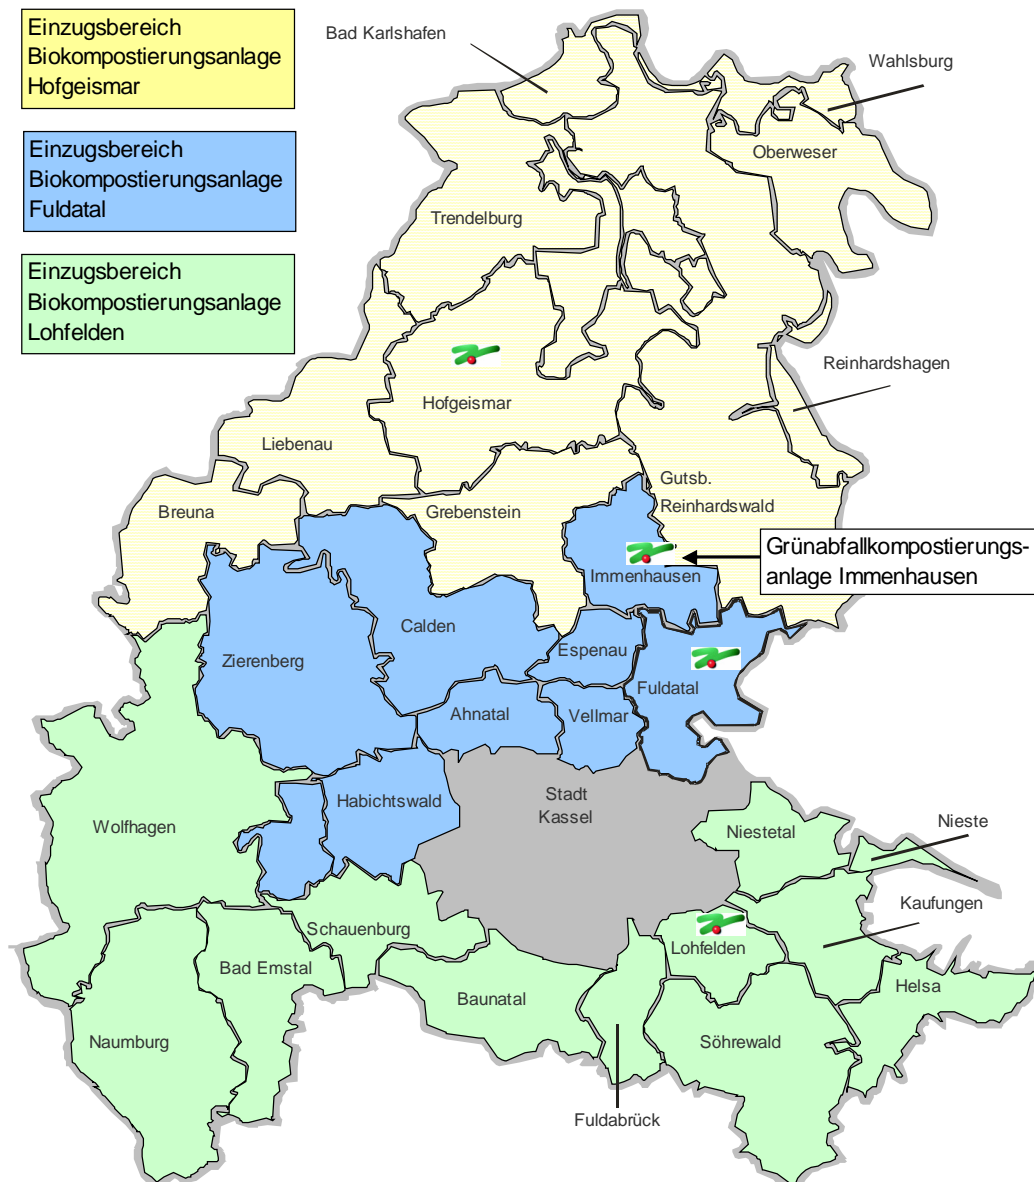 Einzugsbereich
Biokompostierungsanlage
Hofgeismar
Einzugsbereich
Biokompostierungsanlage
Fuldatal
Einzugsbereich
Biokompostierungsanlage
Lohfelden
Bad Karlshafen
Wahlsburg
Oberweser
Trendelburg
Reinhardshagen
Hofgeismar
Liebenau
Gutsb.
Reinhardswald
Breuna
Grebenstein
Grünabfallkompostierungs-
anlage Immenhausen
Immenhausen
Calden
Espenau
Zierenberg
Fuldatal
Ahnatal
Vellmar
Stadt
Kassel
Habichtswald
Wolfhagen
Niestetal
Nieste
Kaufungen
Schauenburg
Lohfelden
Bad Emstal
Helsa
Baunatal
Naumburg
Söhrewald
Fuldabrück